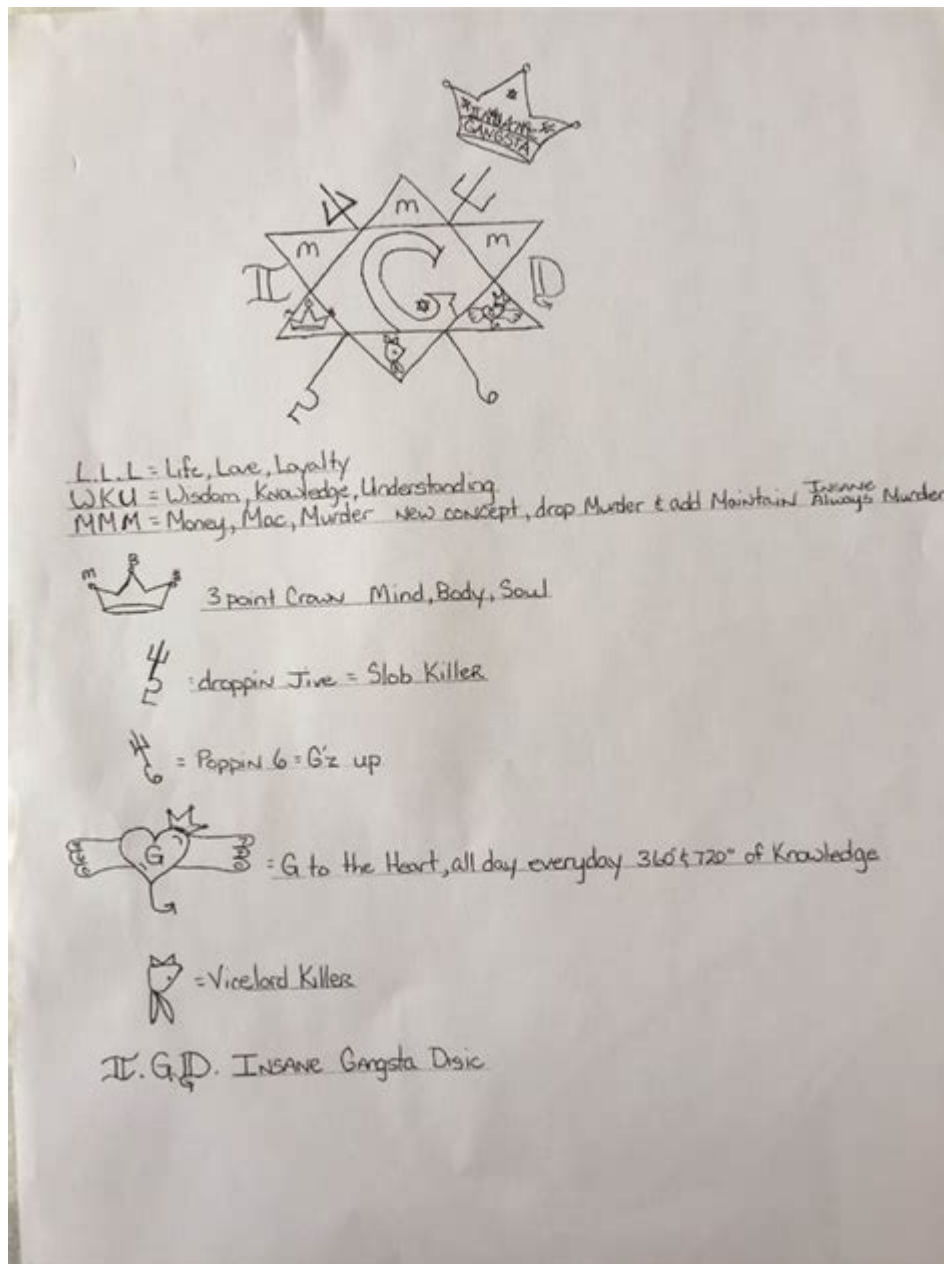 INSANE
GANGSTA
m
m
m
I
G
D
L.L.L = Life, Love, Loyalty
WKU = Wisdom, Knowledge, Understanding
MMM = Money, Mac, Murder New concept, drop Murder & add Maintain Insane Always Murder
m B S
3 point Crown Mind, Body, Soul
: droppin Jive = Slob Killer
6 = Poppin 6 = G'z up
G = G to the Heart, all day everyday 360° & 720° of Knowledge
= Vicelord Killer
I.G.D. INSANE Gangsta Disic